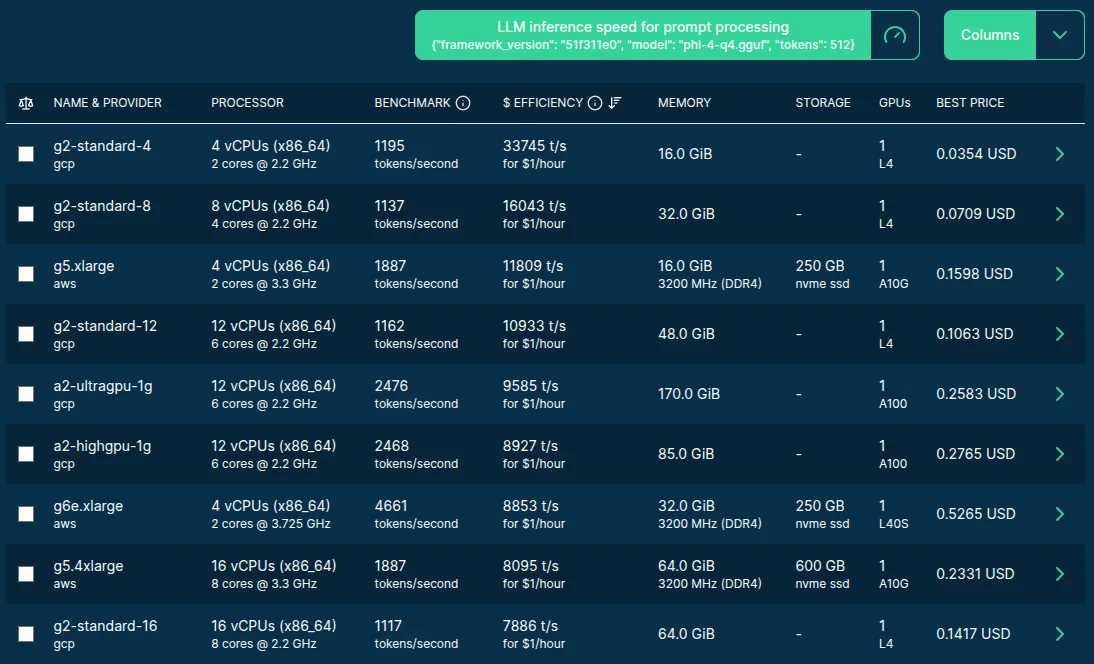 LLM inference speed for prompt processing
{"framework_version": "51f311e0", "model": "phi-4-q4.gguf", "tokens": 512}
Columns
NAME & PROVIDER PROCESSOR BENCHMARK $ EFFICIENCY MEMORY STORAGE GPUs BEST PRICE
g2-standard-4 4 vCPUs (x86_64) 1195 33745 t/s 16.0 GiB - 1 0.0354 USD
gcp 2 cores @ 2.2 GHz tokens/second for $1/hour L4
g2-standard-8 8 vCPUs (x86_64) 1137 16043 t/s 32.0 GiB - 1 0.0709 USD
gcp 4 cores @ 2.2 GHz tokens/second for $1/hour L4
g5.xlarge 4 vCPUs (x86_64) 1887 11809 t/s 16.0 GiB 250 GB 1 0.1598 USD
aws 2 cores @ 3.3 GHz tokens/second for $1/hour 3200 MHz (DDR4) nvme ssd A10G
g2-standard-12 12 vCPUs (x86_64) 1162 10933 t/s 48.0 GiB - 1 0.1063 USD
gcp 6 cores @ 2.2 GHz tokens/second for $1/hour L4
a2-ultragpu-1g 12 vCPUs (x86_64) 2476 9585 t/s 170.0 GiB - 1 0.2583 USD
gcp 6 cores @ 2.2 GHz tokens/second for $1/hour A100
a2-highgpu-1g 12 vCPUs (x86_64) 2468 8927 t/s 85.0 GiB - 1 0.2765 USD
gcp 6 cores @ 2.2 GHz tokens/second for $1/hour A100
g6e.xlarge 4 vCPUs (x86_64) 4661 8853 t/s 32.0 GiB 250 GB 1 0.5265 USD
aws 2 cores @ 3.725 GHz tokens/second for $1/hour 3200 MHz (DDR4) nvme ssd L40S
g5.4xlarge 16 vCPUs (x86_64) 1887 8095 t/s 64.0 GiB 600 GB 1 0.2331 USD
aws 8 cores @ 3.3 GHz tokens/second for $1/hour 3200 MHz (DDR4) nvme ssd A10G
g2-standard-16 16 vCPUs (x86_64) 1117 7886 t/s 64.0 GiB - 1 0.1417 USD
gcp 8 cores @ 2.2 GHz tokens/second for $1/hour L4